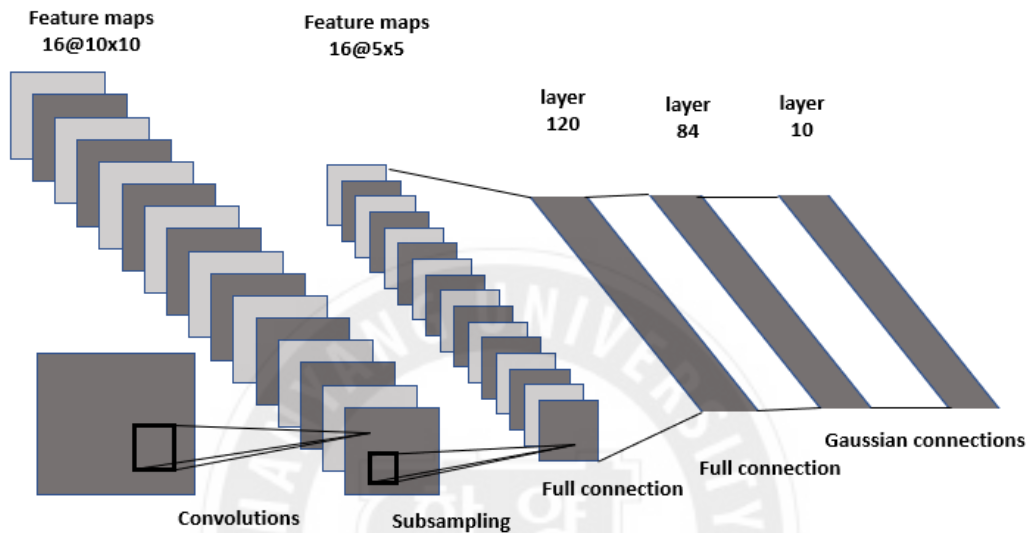 Feature maps
16@10x10
Feature maps
16@5x5
layer
120
layer
84
layer
10
Gaussian connections
Full connection
Full connection
Convolutions
Subsampling
UNIVERSITY